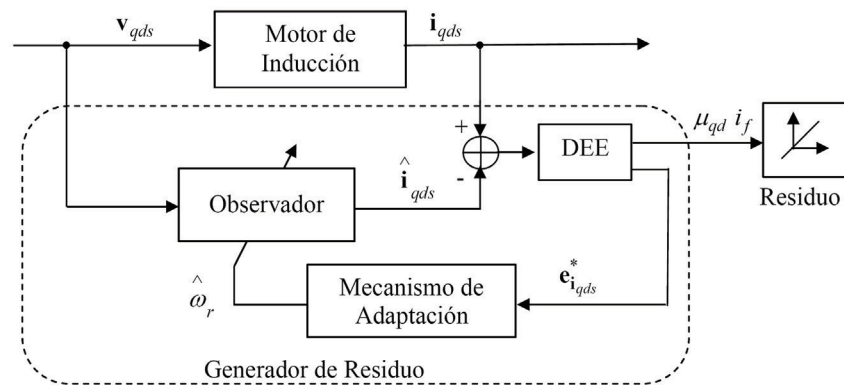 v_qds
Motor de
Inducción
i_qds
+
-
DEE
μ_qd i_f
Residuo
Observador
î_qds
ω̂_r
Mecanismo de
Adaptación
e*_i_qds
Generador de Residuo